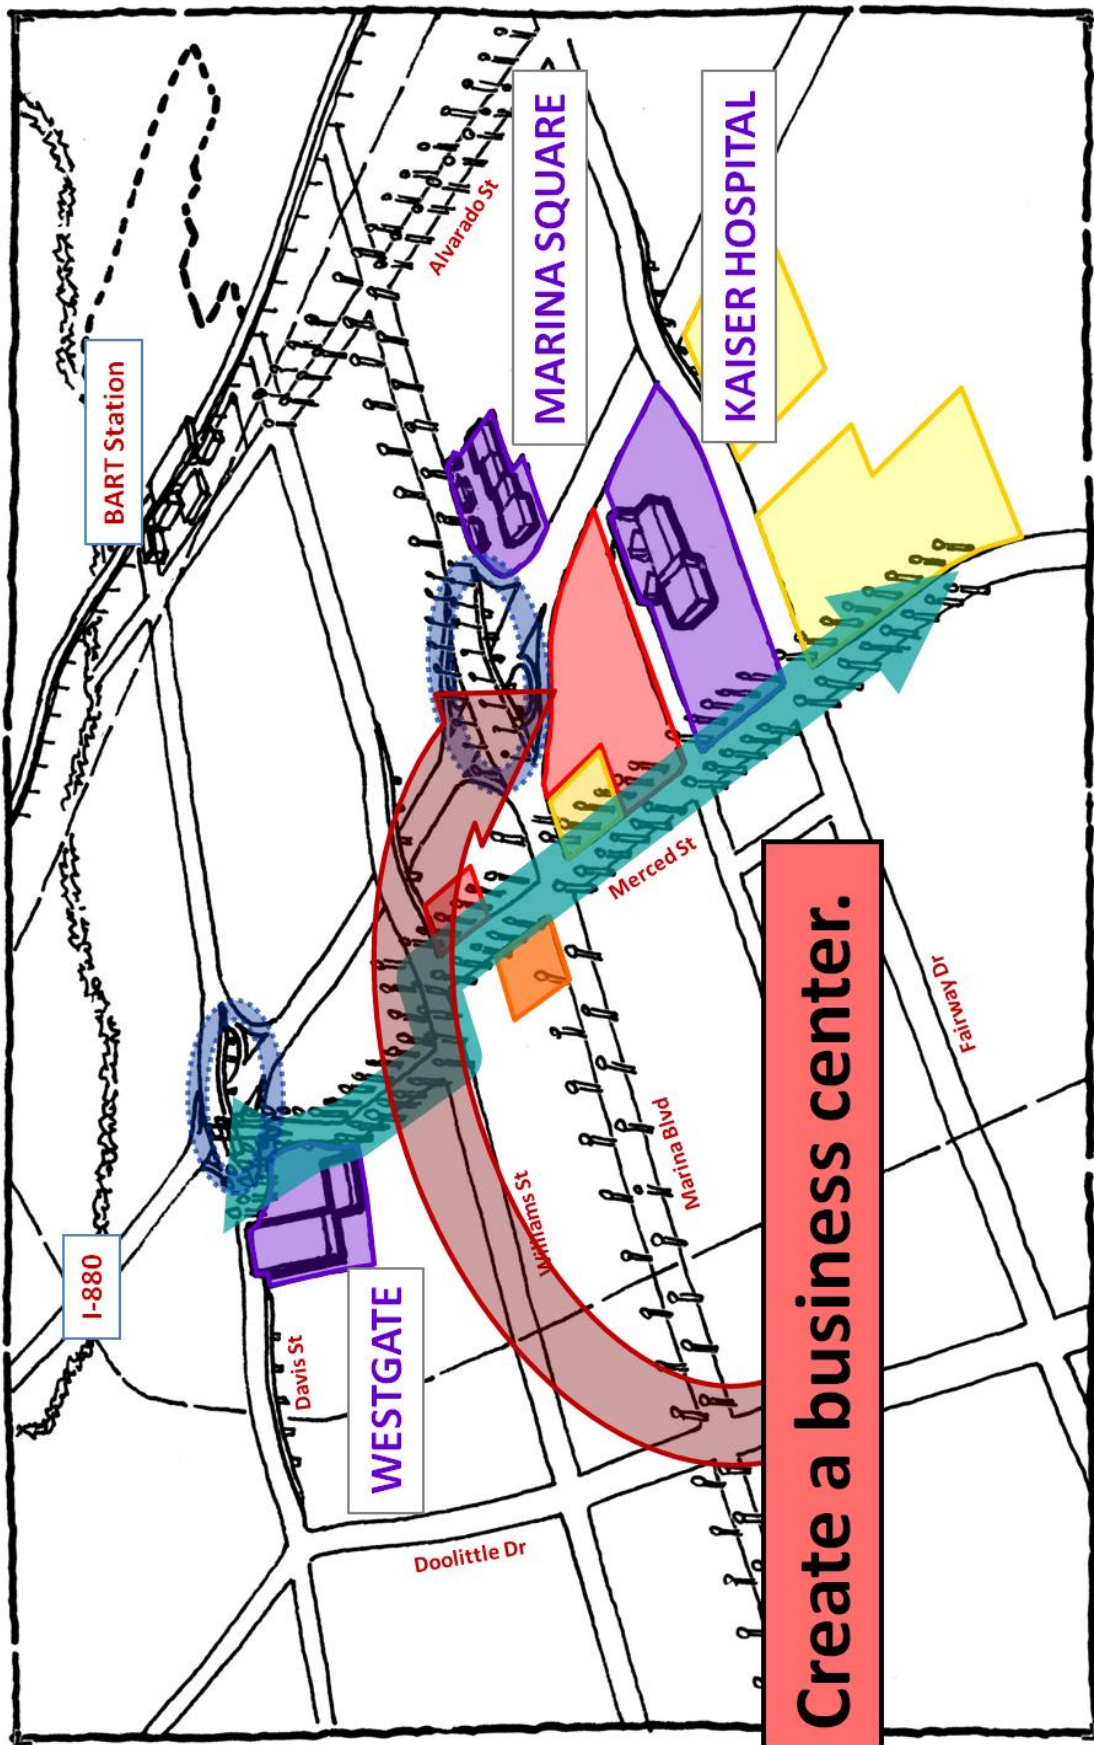 I-880
BART Station
Davis St
WESTGATE
Doolittle Dr
Alvarado St
MARINA SQUARE
Williams St
Marina Blvd
Merced St
KAISER HOSPITAL
Fairway Dr
Create a business center.